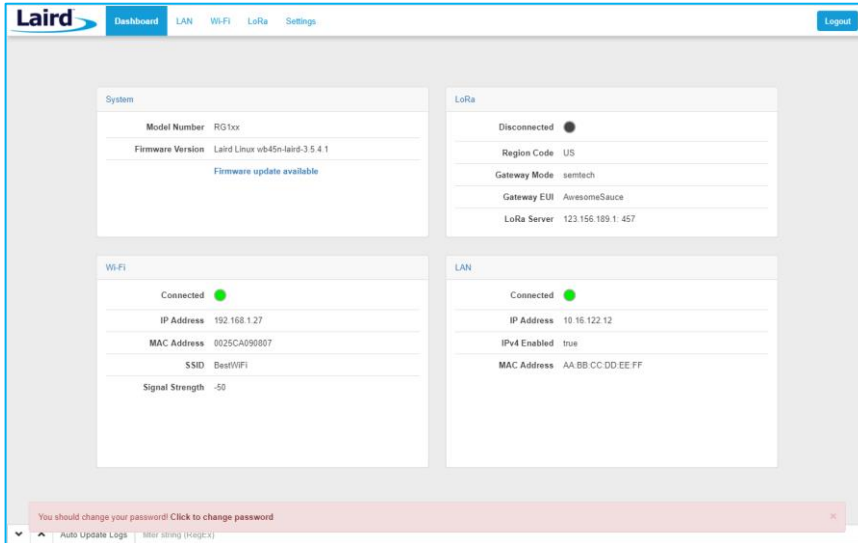 Laird
Dashboard LAN Wi-Fi LoRa Settings Logout
System
Model Number RG1xx
Firmware Version Laird Linux wb45n-laird-3.5.4.1
Firmware update available
LoRa
Disconnected
Region Code US
Gateway Mode semtech
Gateway EUI AwesomeSauce
LoRa Server 123.156.189.1: 457
Wi-Fi
Connected
IP Address 192.168.1.27
MAC Address 0025CA090807
SSID BestWiFi
Signal Strength -50
LAN
Connected
IP Address 10.16.122.12
IPv4 Enabled true
MAC Address AA:BB:CC:DD:EE:FF
You should change your password! Click to change password ×
Auto Update Logs filter string (RegEx)